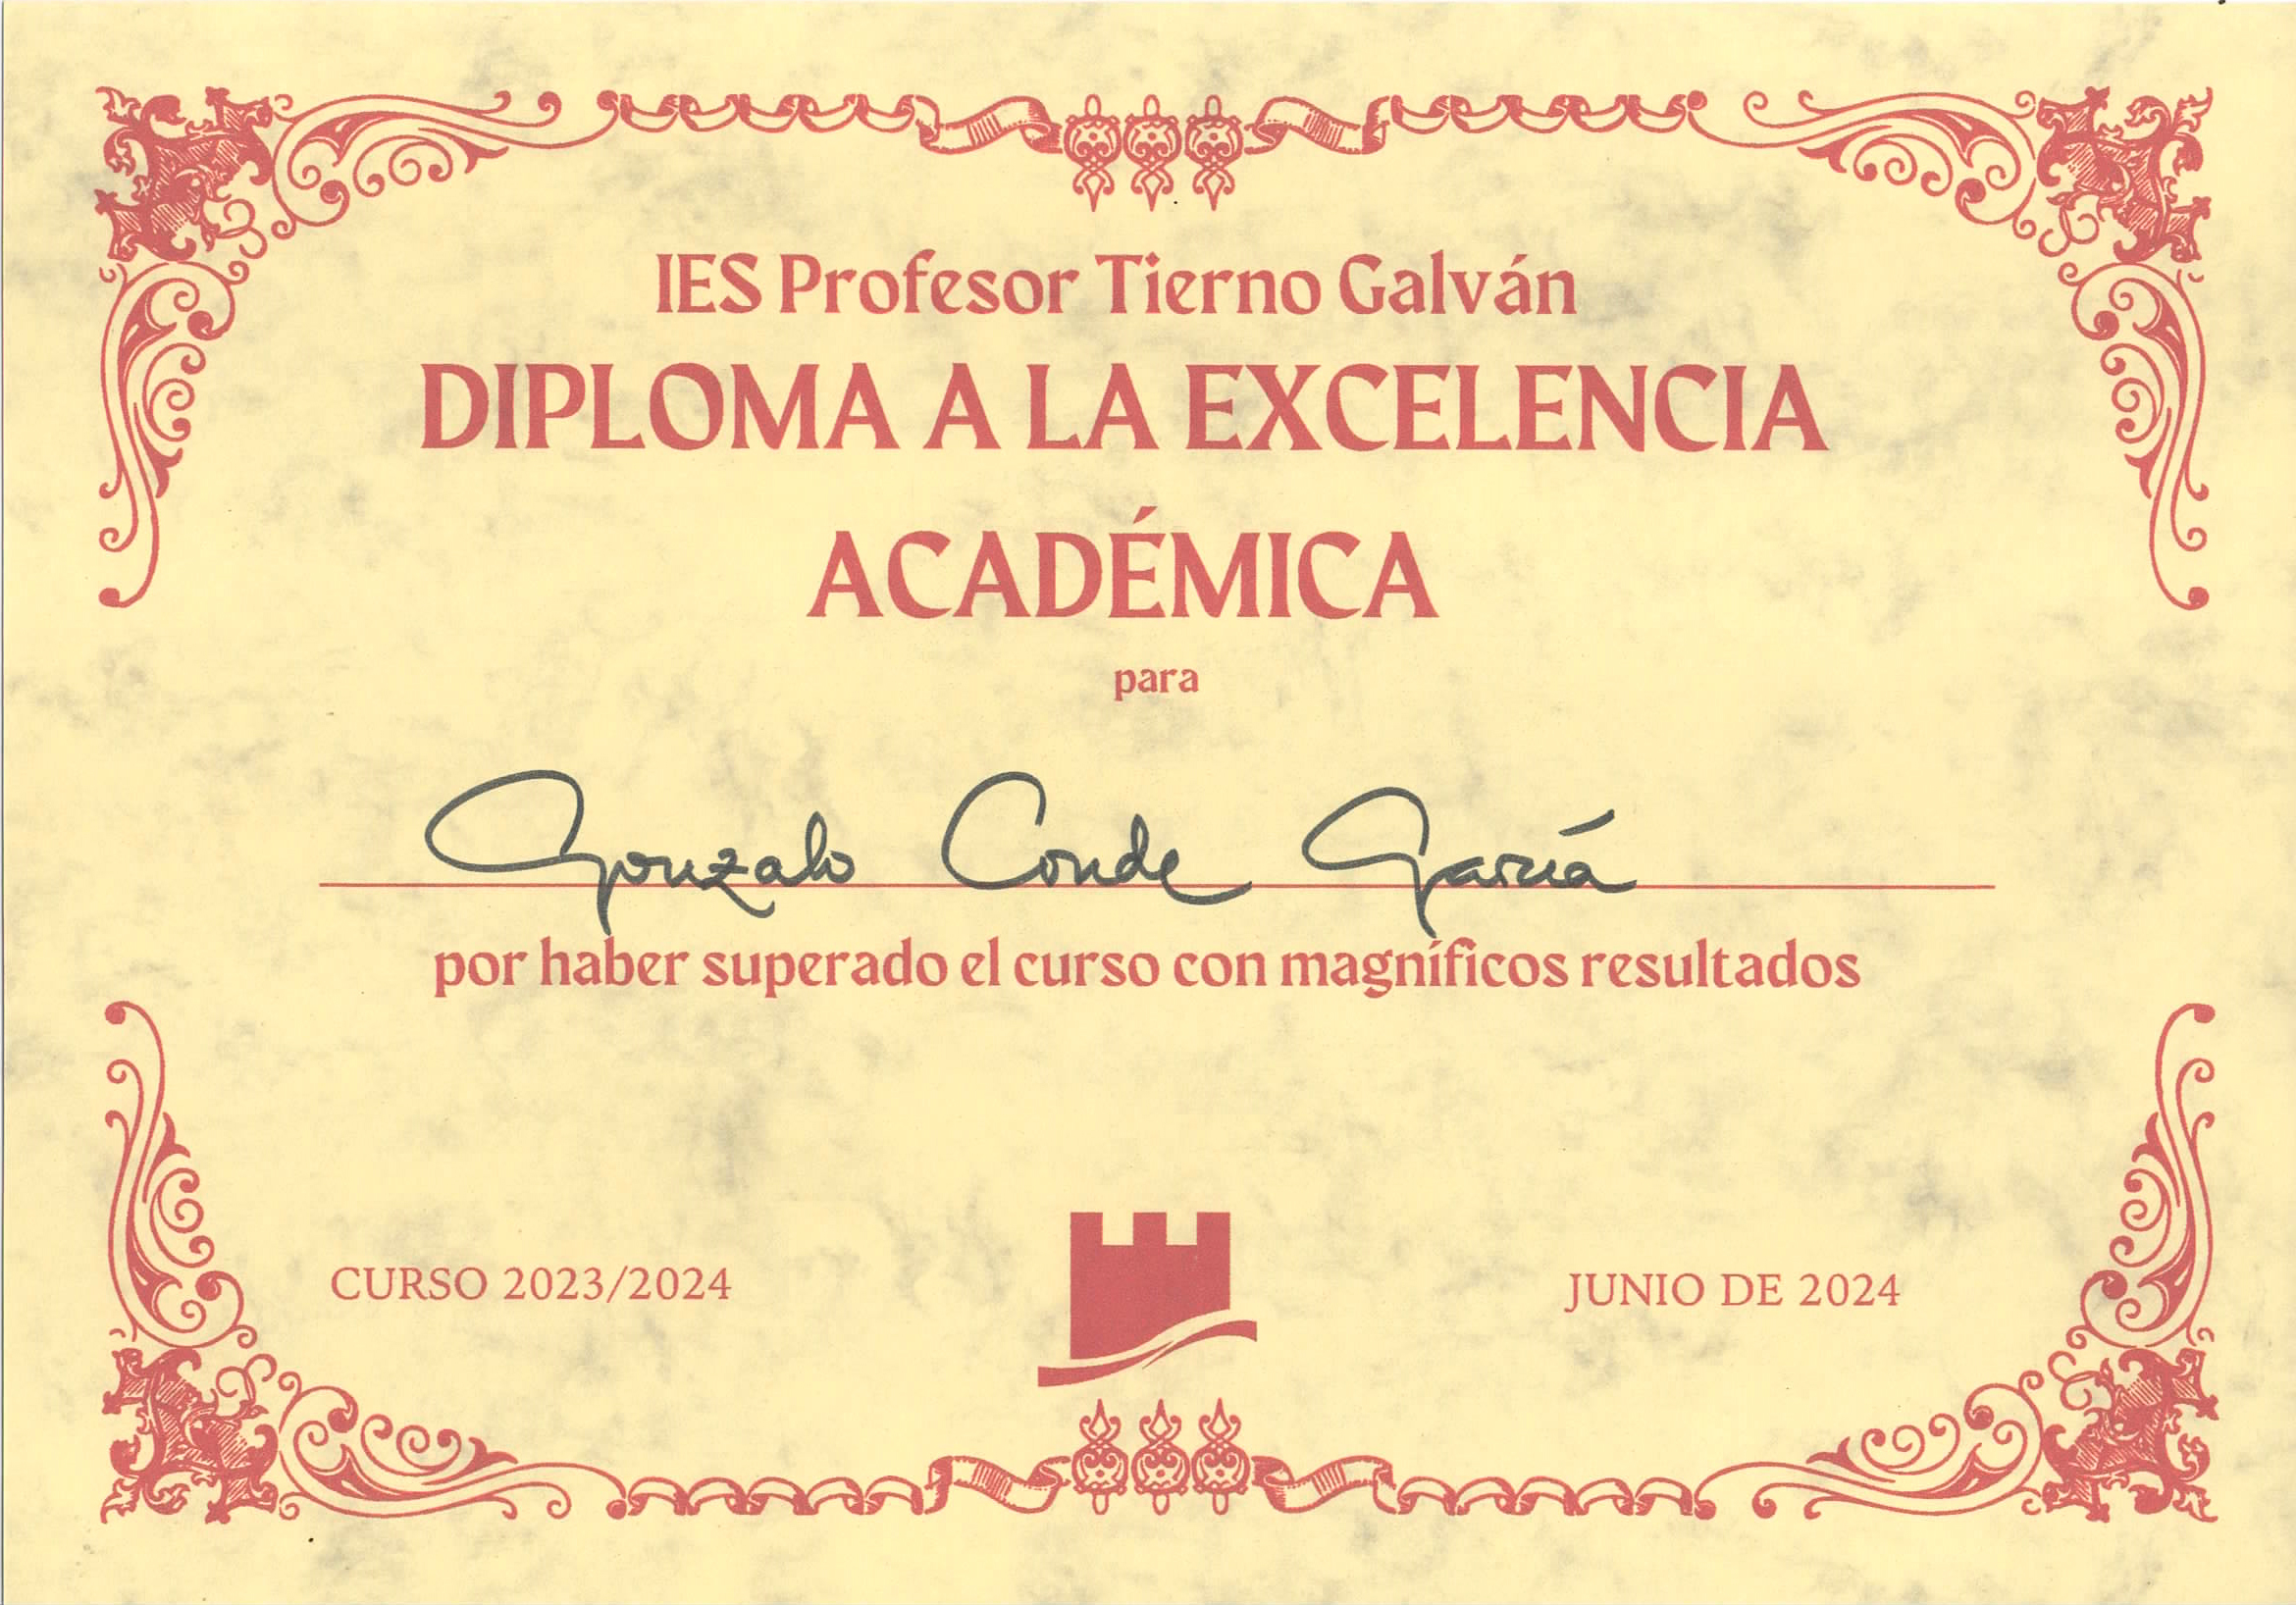 IES Profesor Tierno Galván
DIPLOMA A LA EXCELENCIA
ACADÉMICA
para
Gonzalo Conde García
por haber superado el curso con magníficos resultados
CURSO 2023/2024
JUNIO DE 2024